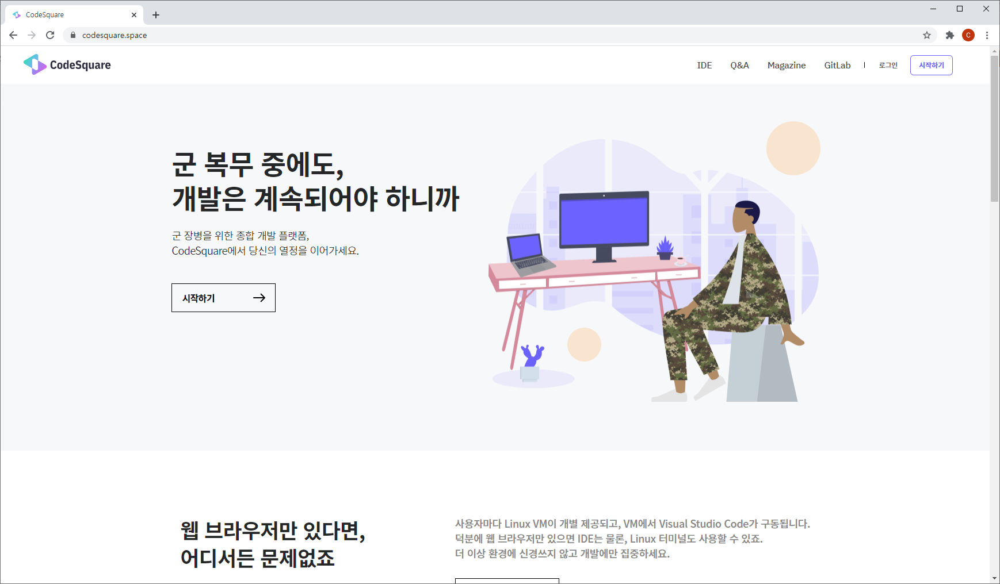 CodeSquare
codesquare.space
C
CodeSquare
IDE Q&A Magazine GitLab 로그인 시작하기
군 복무 중에도,
개발은 계속되어야 하니까
군 장병을 위한 종합 개발 플랫폼,
CodeSquare에서 당신의 열정을 이어가세요.
시작하기
웹 브라우저만 있다면,
어디서든 문제없죠
사용자마다 Linux VM이 개별 제공되고, VM에서 Visual Studio Code가 구동됩니다.
덕분에 웹 브라우저만 있으면 IDE는 물론, Linux 터미널도 사용할 수 있죠.
더 이상 환경에 신경쓰지 않고 개발에만 집중하세요.